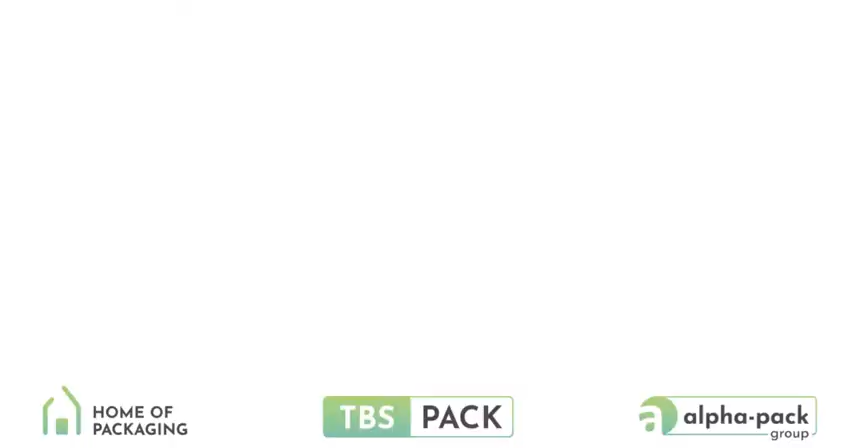 HOME OF
PACKAGING
TBS PACK
alpha-pack
group